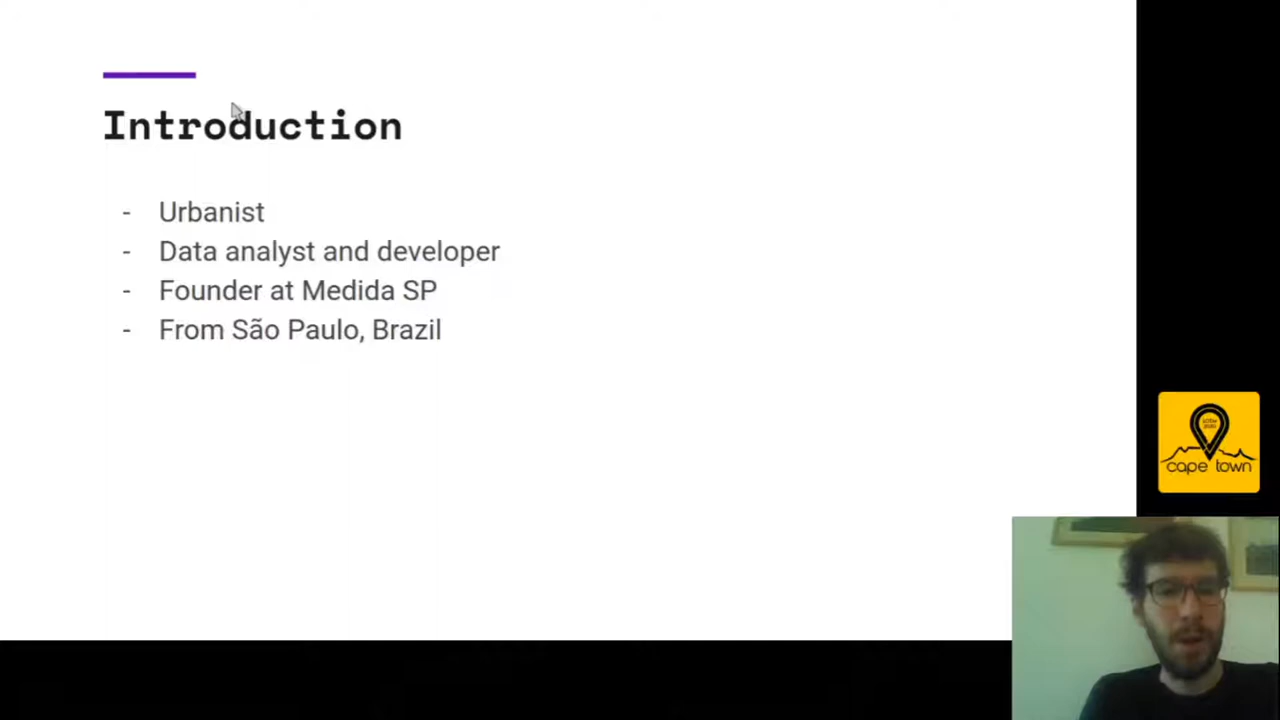 Introduction
- Urbanist
- Data analyst and developer
- Founder at Medida SP
- From São Paulo, Brazil
cape town